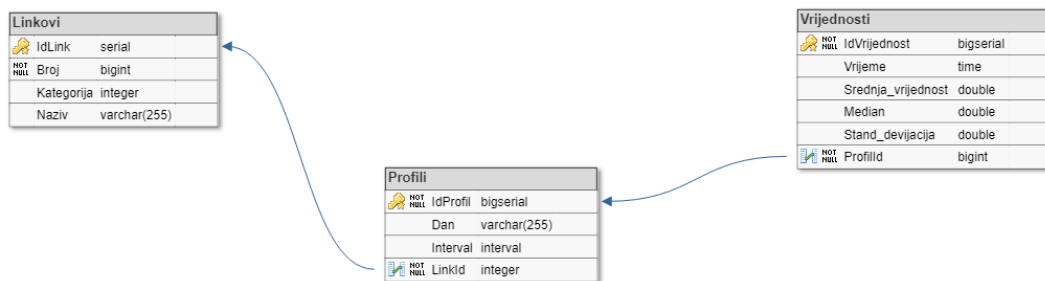 Linkovi
IdLink serial
NOT NULL Broj bigint
Kategorija integer
Naziv varchar(255)
Profili
NOT NULL IdProfil bigserial
Dan varchar(255)
Interval interval
NOT NULL LinkId integer
Vrijednosti
NOT NULL IdVrijednost bigserial
Vrijeme time
Srednja_vrijednost double
Median double
Stand_devijacija double
NOT NULL ProfilId bigint